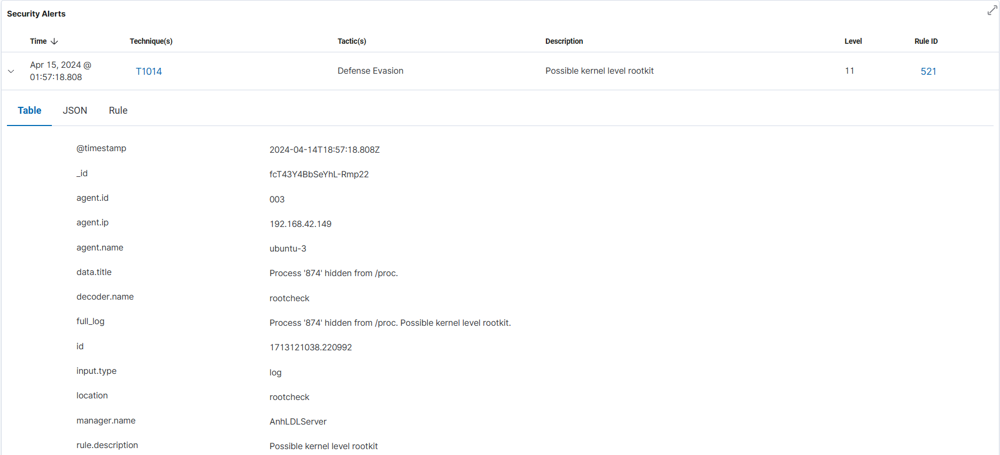 Security Alerts
Time Technique(s) Tactic(s) Description Level Rule ID
Apr 15, 2024 @
01:57:18.808 T1014 Defense Evasion Possible kernel level rootkit 11 521
Table JSON Rule
@timestamp 2024-04-14T18:57:18.808Z
_id fcT43Y4BbSeYhL-Rmp22
agent.id 003
agent.ip 192.168.42.149
agent.name ubuntu-3
data.title Process '874' hidden from /proc.
decoder.name rootcheck
full_log Process '874' hidden from /proc. Possible kernel level rootkit.
id 1713121038.220992
input.type log
location rootcheck
manager.name AnhLDLServer
rule.description Possible kernel level rootkit